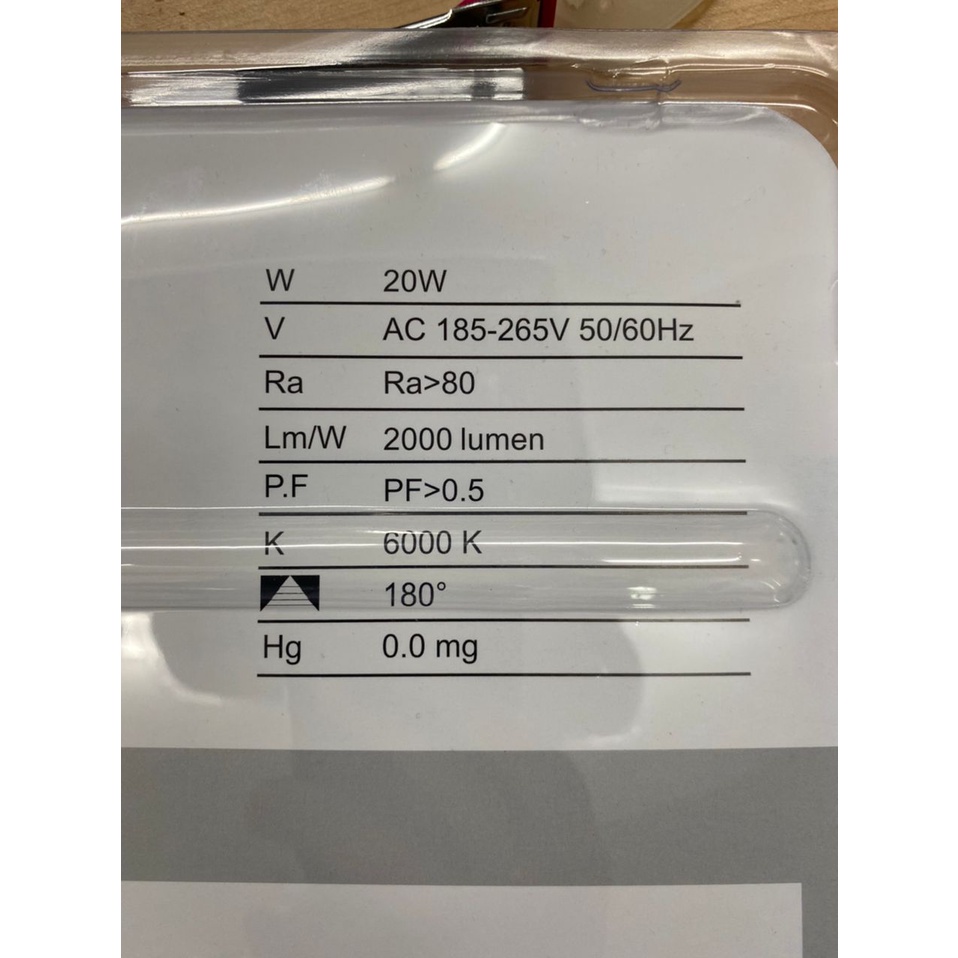 W 20W
V AC 185-265V 50/60Hz
Ra Ra>80
Lm/W 2000 lumen
P.F PF>0.5
K 6000 K
180°
Hg 0.0 mg